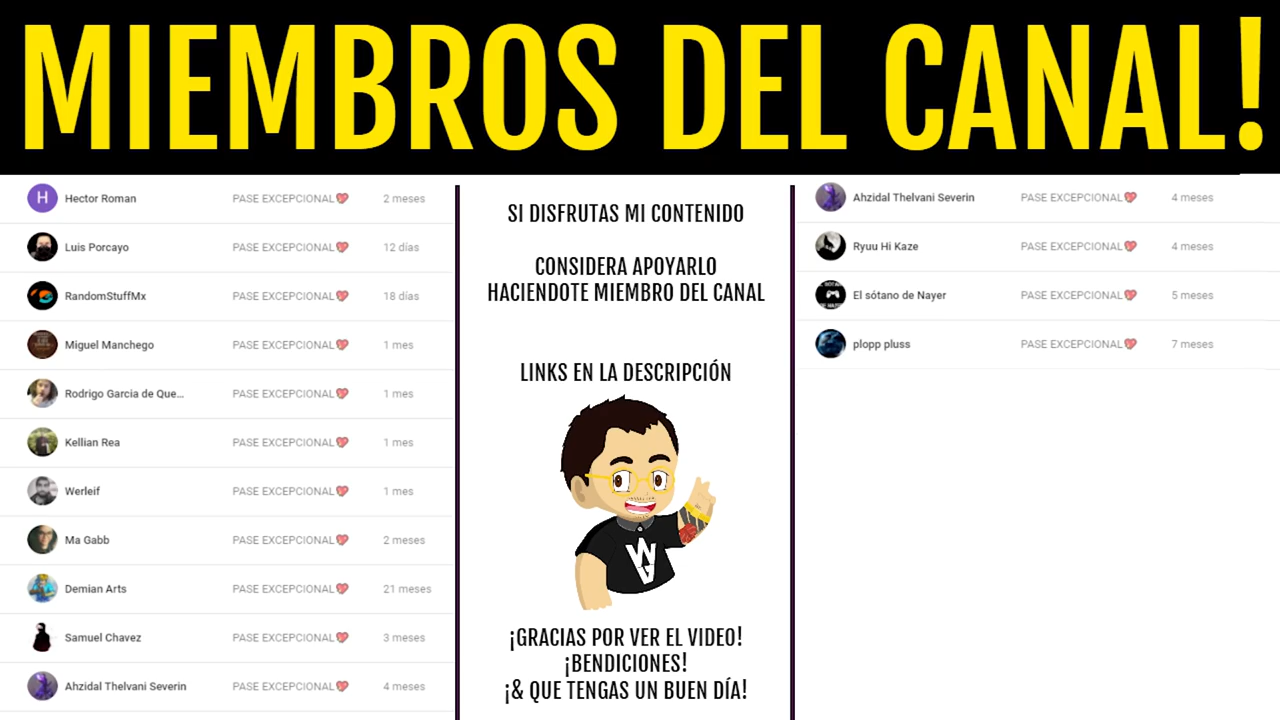 MIEMBROS DEL CANAL!
H Hector Roman PASE EXCEPCIONAL💖 2 meses
Luis Porcayo PASE EXCEPCIONAL💖 12 días
RandomStuffMx PASE EXCEPCIONAL💖 18 días
Miguel Manchego PASE EXCEPCIONAL💖 1 mes
Rodrigo Garcia de Que... PASE EXCEPCIONAL💖 1 mes
Kellian Rea PASE EXCEPCIONAL💖 1 mes
Werleif PASE EXCEPCIONAL💖 1 mes
Ma Gabb PASE EXCEPCIONAL💖 2 meses
Demian Arts PASE EXCEPCIONAL💖 21 meses
Samuel Chavez PASE EXCEPCIONAL💖 3 meses
Ahzidal Thelvani Severin PASE EXCEPCIONAL💖 4 meses
SI DISFRUTAS MI CONTENIDO
CONSIDERA APOYARLO
HACIENDOTE MIEMBRO DEL CANAL
LINKS EN LA DESCRIPCIÓN
¡GRACIAS POR VER EL VIDEO!
¡BENDICIONES!
¡& QUE TENGAS UN BUEN DÍA!
Ahzidal Thelvani Severin PASE EXCEPCIONAL💖 4 meses
Ryuu Hi Kaze PASE EXCEPCIONAL💖 4 meses
El sótano de Nayer PASE EXCEPCIONAL💖 5 meses
plopp pluss PASE EXCEPCIONAL💖 7 meses